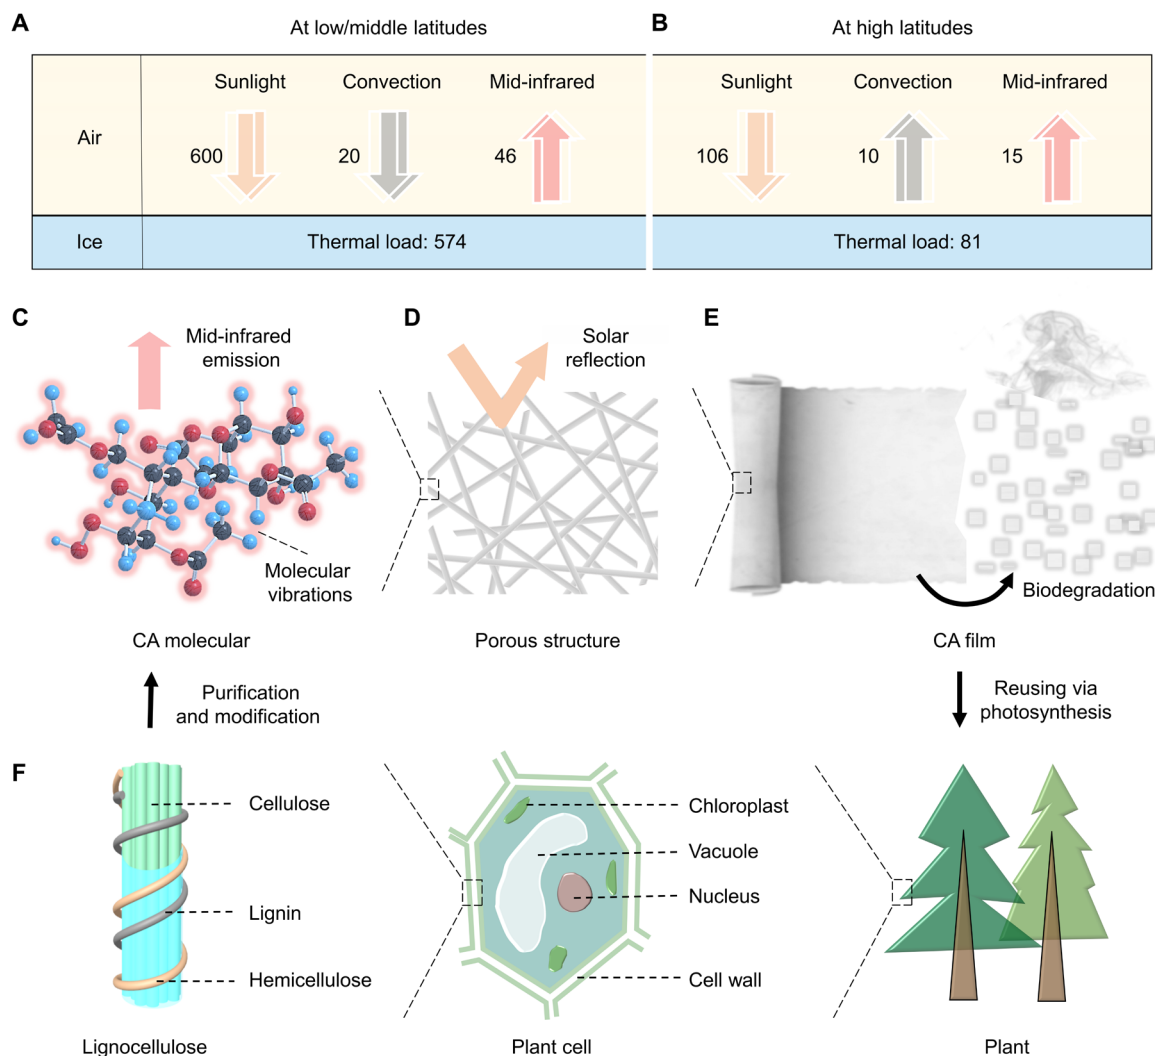 A
At low/middle latitudes
B
At high latitudes
Sunlight
Convection
Mid-infrared
Sunlight
Convection
Mid-infrared
Air
600
20
46
106
10
15
Ice
Thermal load: 574
Thermal load: 81
C
Mid-infrared
emission
D
Solar
reflection
E
Molecular
vibrations
Biodegradation
CA molecular
Porous structure
CA film
Purification
and modification
Reusing via
photosynthesis
F
Cellulose
Lignin
Hemicellulose
Chloroplast
Vacuole
Nucleus
Cell wall
Lignocellulose
Plant cell
Plant